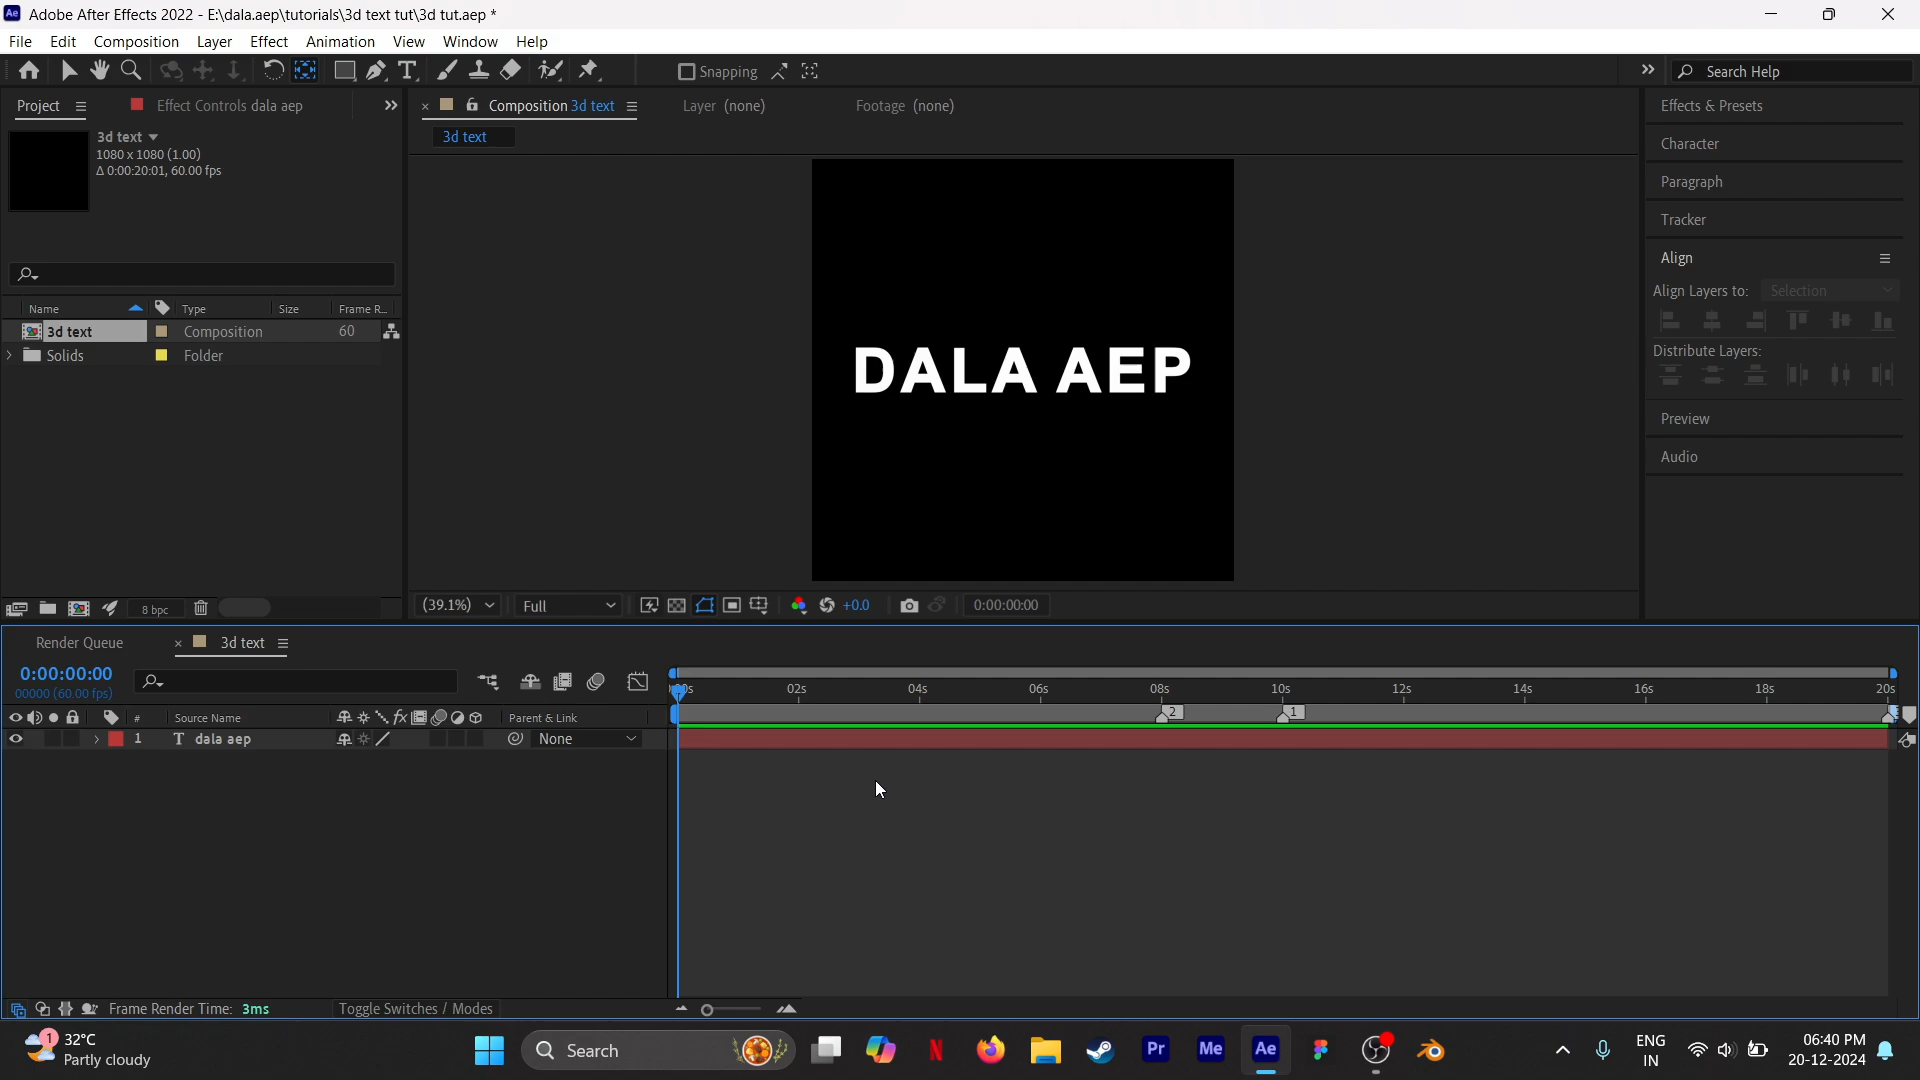 Adobe After Effects 2022 - E:\dala.aep\tutorials\3d text tut\3d tut.aep *
File Edit Composition Layer Effect Animation View Window Help
Snapping
Search Help
Project
Effect Controls dala aep
Composition 3d text
Layer (none)
Footage (none)
3d text
3d text
1080 x 1080 (1.00)
Δ 0:00:20:01, 60.00 fps
Name Type Size Frame R...
3d text Composition 60
Solids Folder
8 bpc
DALA AEP
(39.1%)
Full
+0.0
0:00:00:00
Effects & Presets
Character
Paragraph
Tracker
Align
Align Layers to: Selection
Distribute Layers:
Preview
Audio
Render Queue
3d text
0:00:00:00
00000 (60.00 fps)
02s 04s 06s 08s 10s 12s 14s 16s 18s 20s
2 1
# Source Name Parent & Link
1 T dala aep None
Frame Render Time: 3ms
Toggle Switches / Modes
1
32°C
Partly cloudy
Search
Pr
Me
Ae
ENG
IN
06:40 PM
20-12-2024